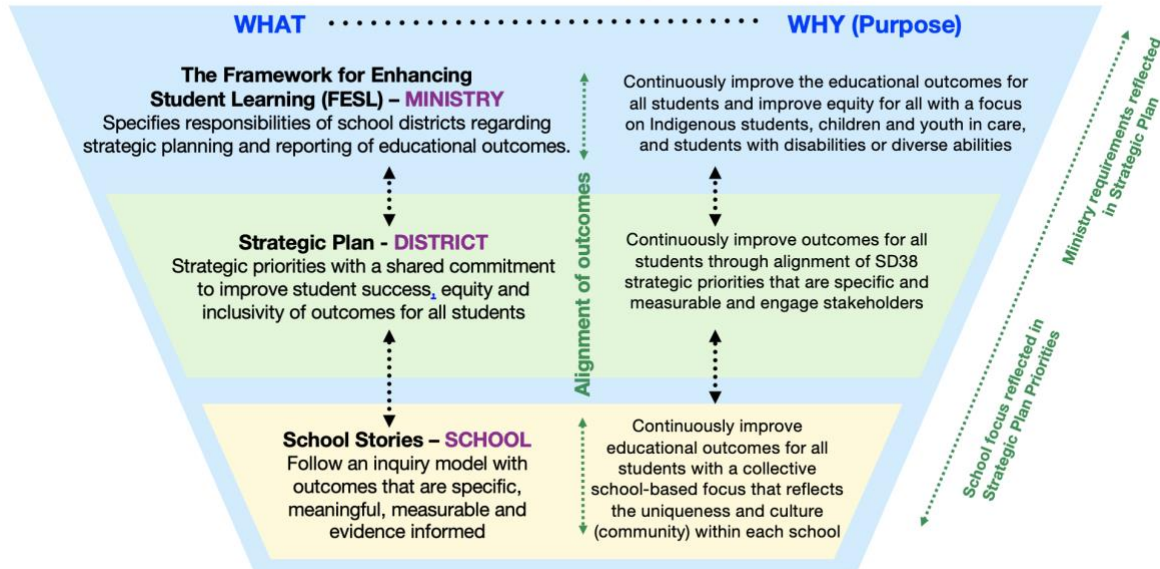 WHAT
WHY (Purpose)
The Framework for Enhancing
Student Learning (FESL) – MINISTRY
Specifies responsibilities of school districts regarding
strategic planning and reporting of educational outcomes.
Continuously improve the educational outcomes for
all students and improve equity for all with a focus
on Indigenous students, children and youth in care,
and students with disabilities or diverse abilities
Strategic Plan - DISTRICT
Strategic priorities with a shared commitment
to improve student success, equity and
inclusivity of outcomes for all students
Continuously improve outcomes for all
students through alignment of SD38
strategic priorities that are specific and
measurable and engage stakeholders
School Stories – SCHOOL
Follow an inquiry model with
outcomes that are specific,
meaningful, measurable and
evidence informed
Continuously improve
educational outcomes for all
students with a collective
school-based focus that reflects
the uniqueness and culture
(community) within each school
Alignment of outcomes
Ministry requirements reflected
in Strategic Plan
School focus reflected in
Strategic Plan Priorities